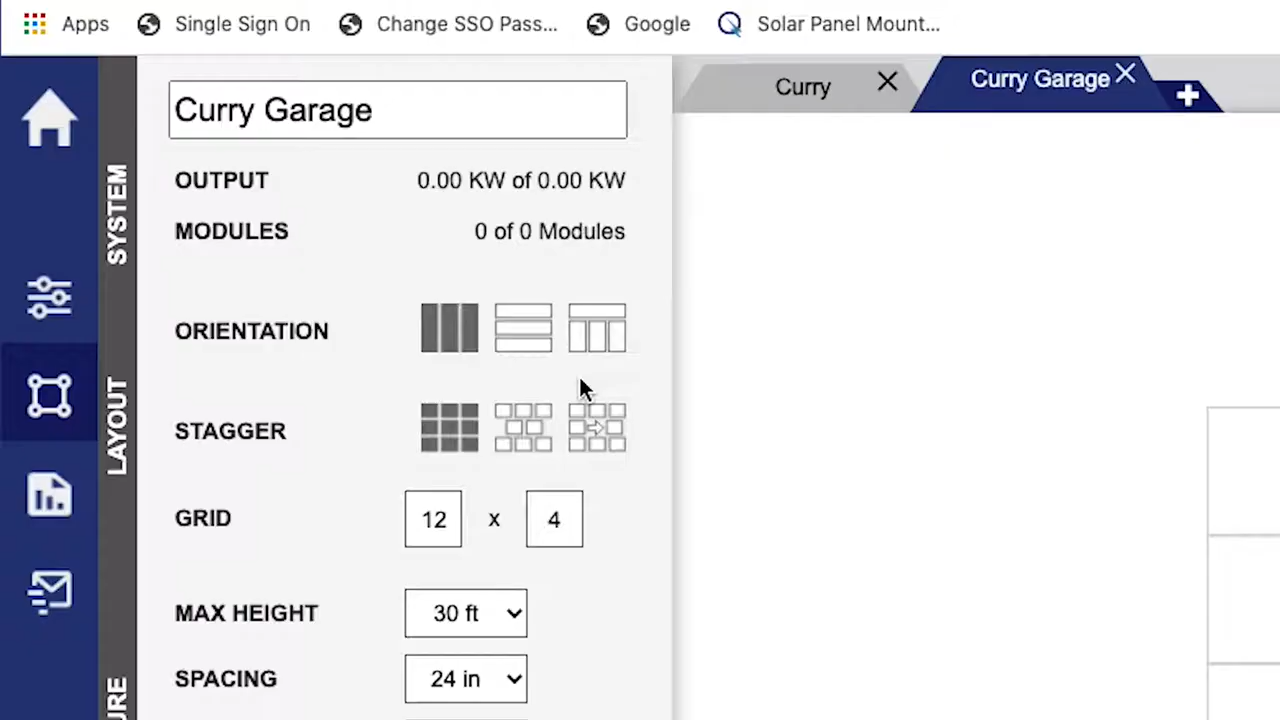 Apps Single Sign On Change SSO Pass... Google Solar Panel Mount...
Curry Curry Garage
Curry Garage
OUTPUT 0.00 KW of 0.00 KW
MODULES 0 of 0 Modules
SYSTEM
ORIENTATION
LAYOUT
STAGGER
GRID 12 x 4
MAX HEIGHT 30 ft
SPACING 24 in
URE